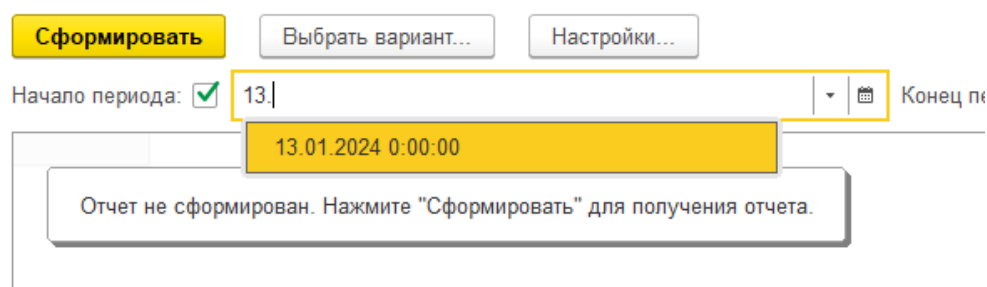 Сформировать Выбрать вариант... Настройки...
Начало периода: 13. Конец пе
13.01.2024 0:00:00
Отчет не сформирован. Нажмите "Сформировать" для получения отчета.